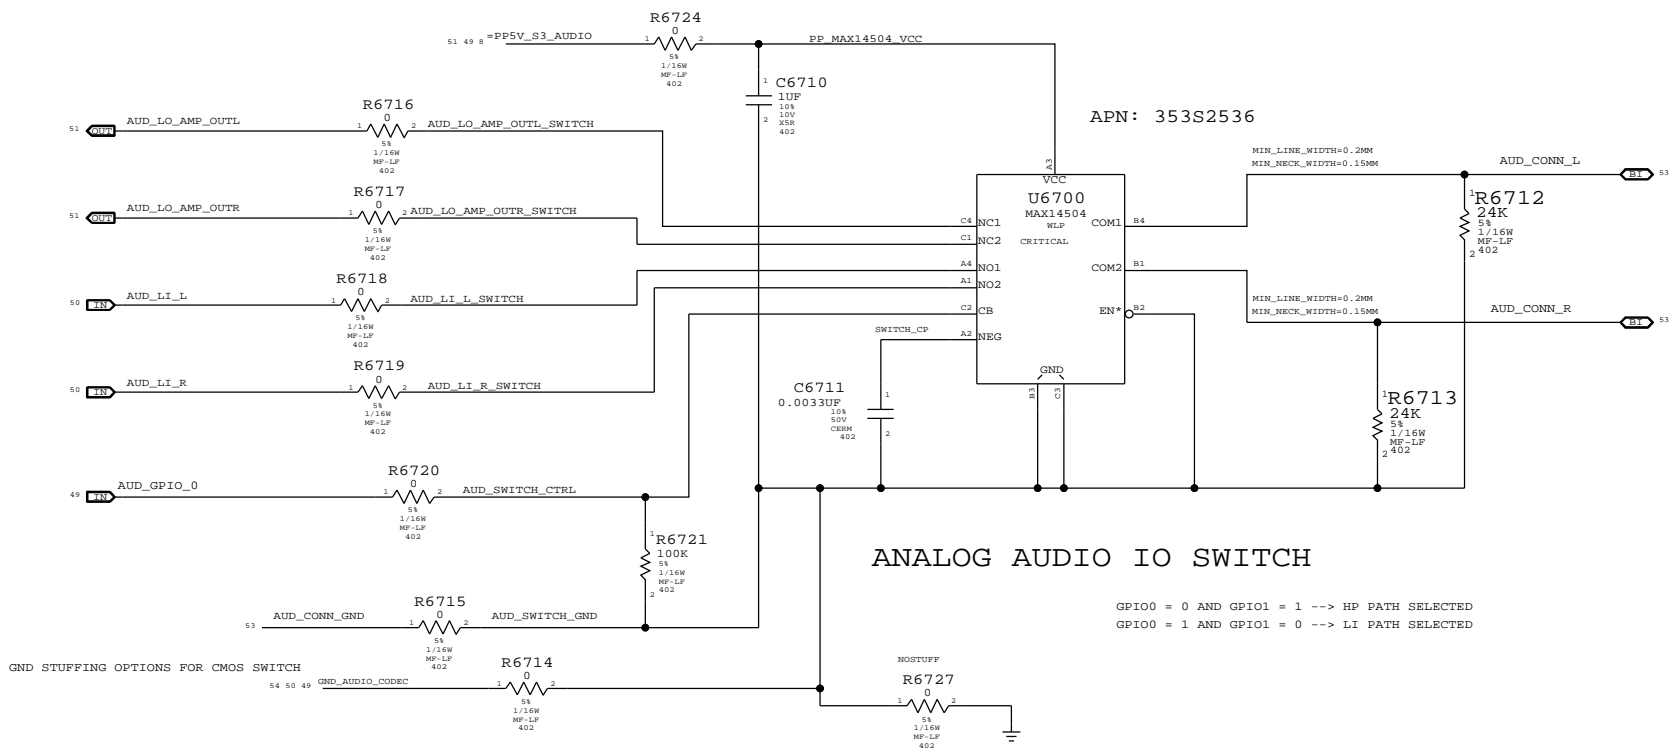 R6724
0
51 49 8 =PP5V_S3_AUDIO
1 2
5%
1/16W
MF-LF
402
PP_MAX14504_VCC
1
C6710
1UF
10%
10V
X5R
402
2
R6716
0
51 OUT AUD_LO_AMP_OUTL
1 2
AUD_LO_AMP_OUTL_SWITCH
5%
1/16W
MF-LF
402
R6717
0
51 OUT AUD_LO_AMP_OUTR
1 2
AUD_LO_AMP_OUTR_SWITCH
5%
1/16W
MF-LF
402
R6718
0
50 IN AUD_LI_L
1 2
AUD_LI_L_SWITCH
5%
1/16W
MF-LF
402
R6719
0
50 IN AUD_LI_R
1 2
AUD_LI_R_SWITCH
5%
1/16W
MF-LF
402
APN: 353S2536
A3
VCC
U6700
MAX14504
WLP
CRITICAL
C4 NC1
C1 NC2
A4 NO1
A1 NO2
C2 CB
A2 NEG
COM1 B4
COM2 B1
EN* B2
GND
B3 C3
SWITCH_CP
C6711
0.0033UF
10%
50V
CERM
402
1
2
MIN_LINE_WIDTH=0.2MM
MIN_NECK_WIDTH=0.15MM
AUD_CONN_L
BI 53
1
R6712
24K
5%
1/16W
MF-LF
402
2
MIN_LINE_WIDTH=0.2MM
MIN_NECK_WIDTH=0.15MM
AUD_CONN_R
BI 53
1
R6713
24K
5%
1/16W
MF-LF
402
2
R6720
0
49 IN AUD_GPIO_0
1 2
AUD_SWITCH_CTRL
5%
1/16W
MF-LF
402
1
R6721
100K
5%
1/16W
MF-LF
402
2
ANALOG AUDIO IO SWITCH
GPIO0 = 0 AND GPIO1 = 1 --> HP PATH SELECTED
GPIO0 = 1 AND GPIO1 = 0 --> LI PATH SELECTED
R6715
0
53 AUD_CONN_GND
1 2
AUD_SWITCH_GND
5%
1/16W
MF-LF
402
GND STUFFING OPTIONS FOR CMOS SWITCH
R6714
0
54 50 49 GND_AUDIO_CODEC
1 2
5%
1/16W
MF-LF
402
NOSTUFF
R6727
0
1 2
5%
1/16W
MF-LF
402